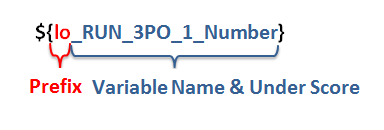 ${lo_RUN_3PO_1_Number}
Prefix Variable Name & Under Score